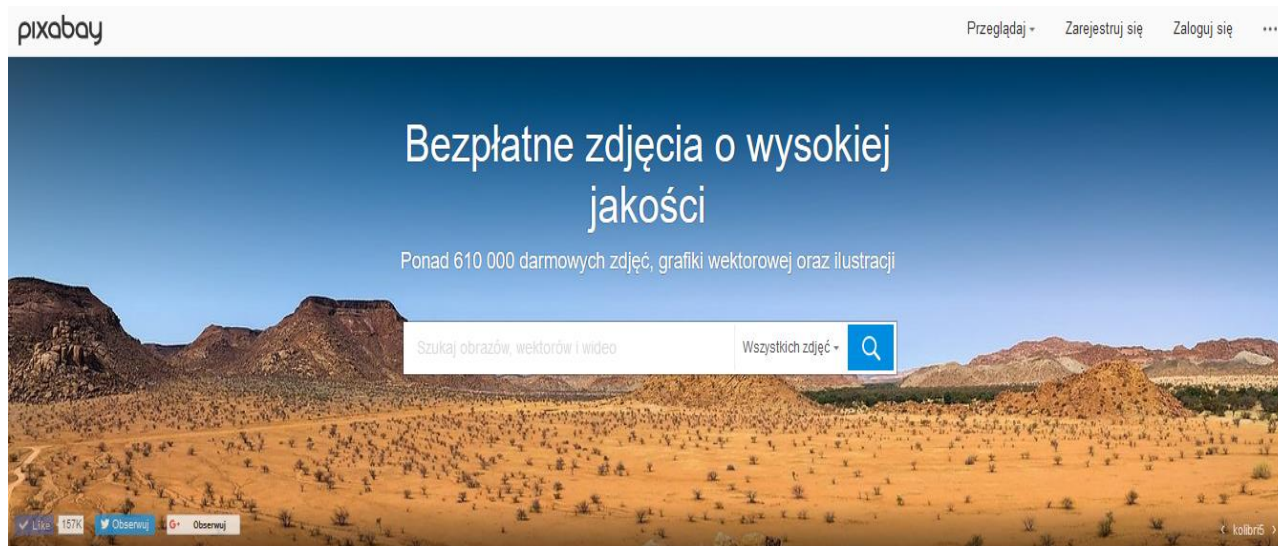 pixabay
Przeglądaj Zarejestruj się Zaloguj się ...
Bezpłatne zdjęcia o wysokiej
jakości
Ponad 610 000 darmowych zdjęć, grafiki wektorowej oraz ilustracji
Szukaj obrazów, wektorów i wideo Wszystkich zdjęć
Like 157K Obserwuj G+ Obserwuj
< kolibri5 >